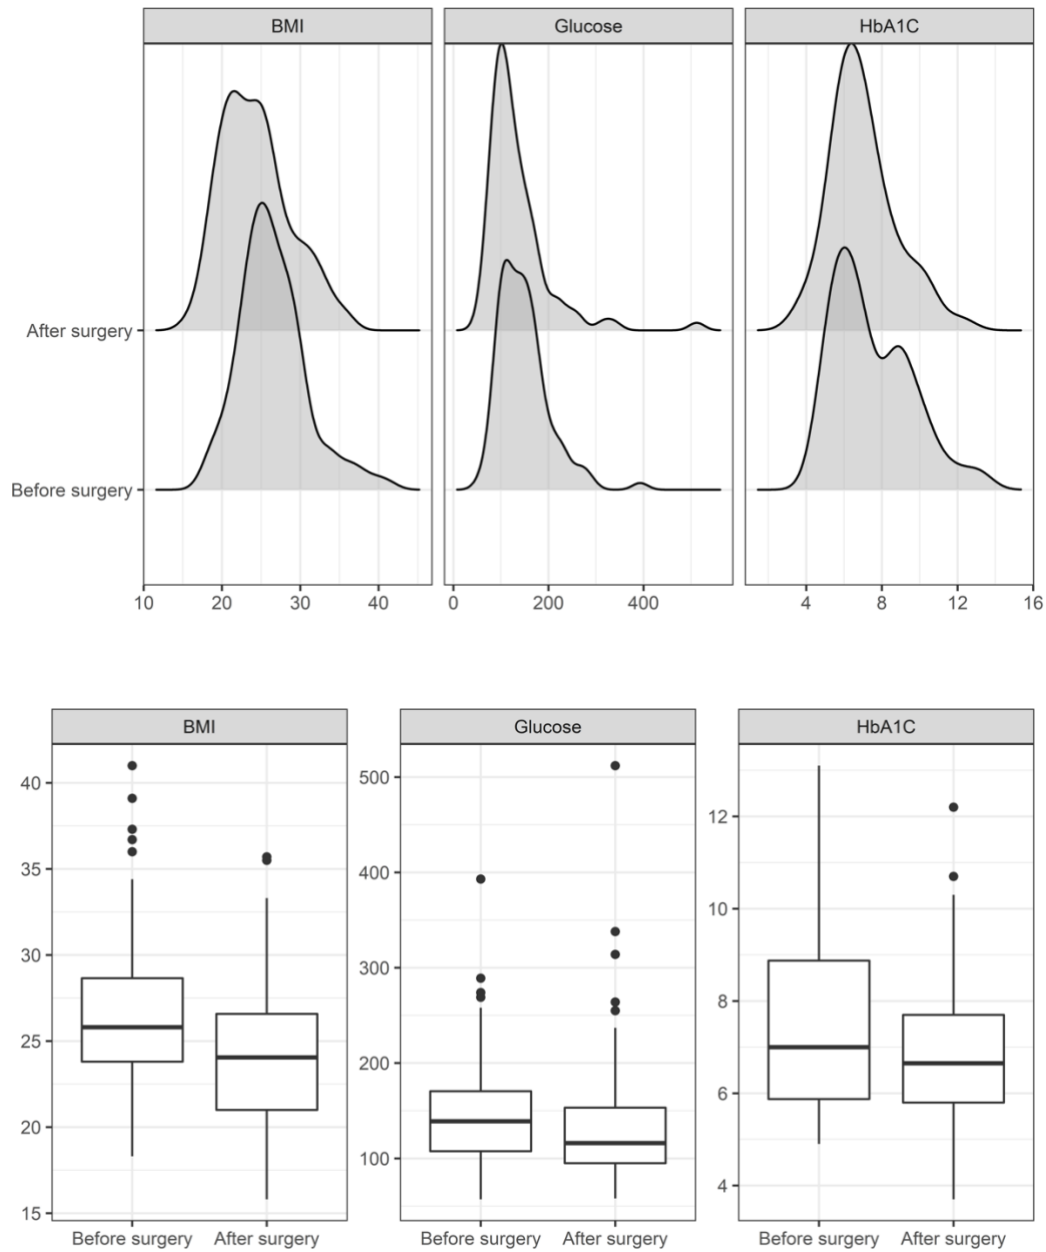 BMI Glucose HbA1C
After surgery
Before surgery
10 20 30 40 0 200 400 4 8 12 16
BMI Glucose HbA1C
40
35
30
25
20
15
500
400
300
200
100
12
10
8
6
4
Before surgery After surgery Before surgery After surgery Before surgery After surgery